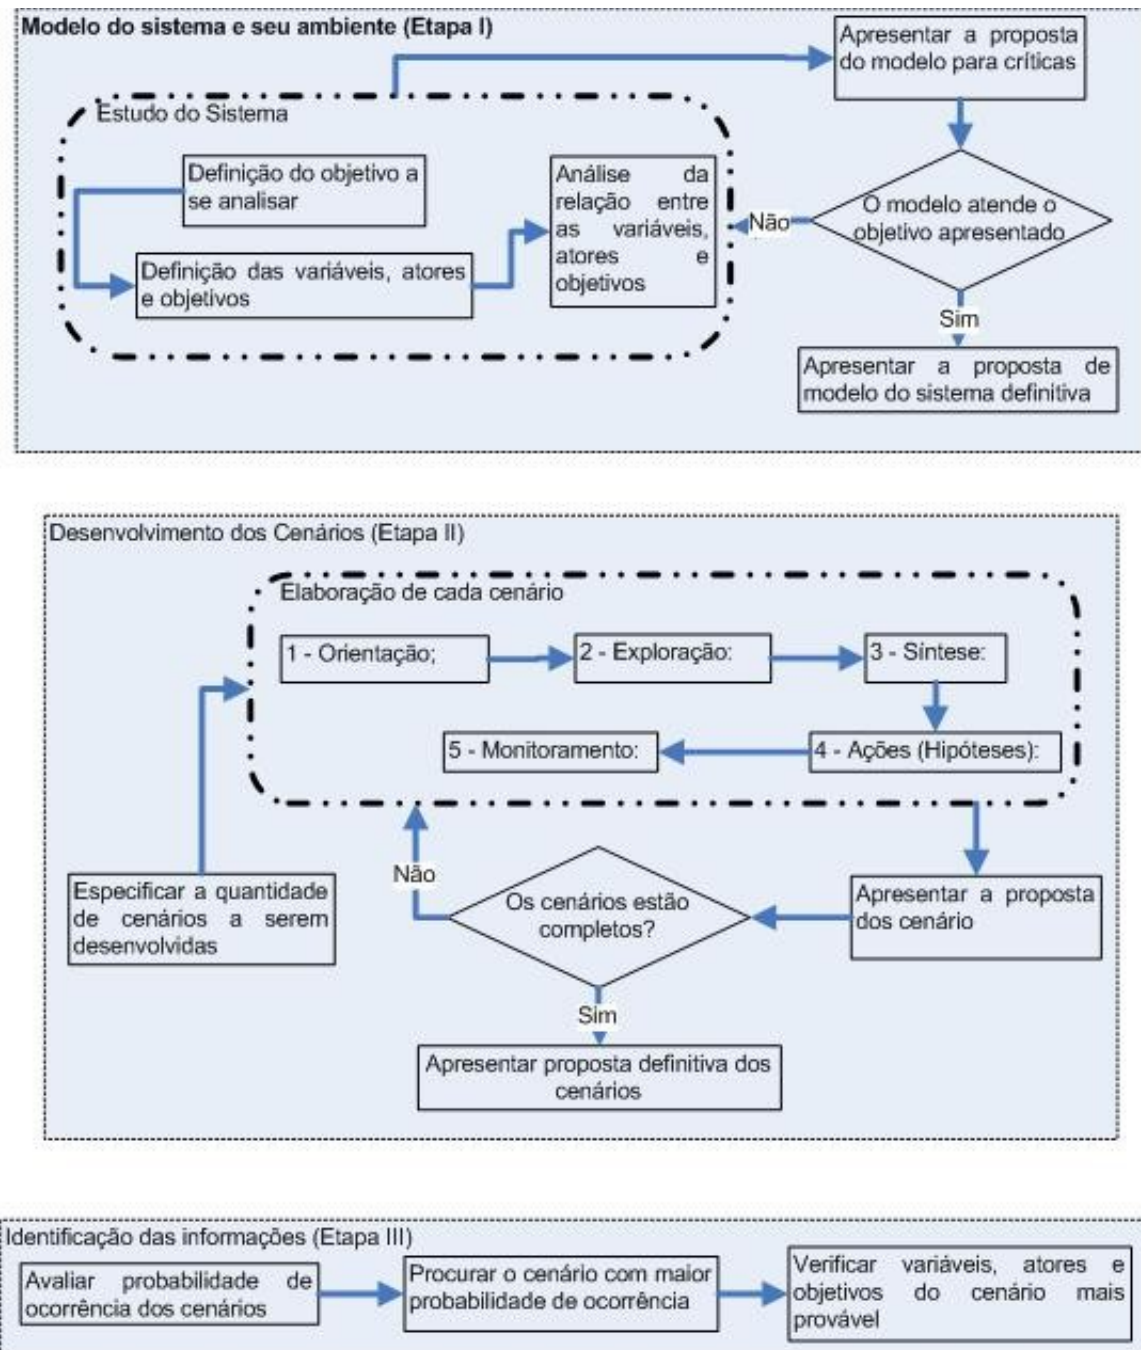 Modelo do sistema e seu ambiente (Etapa I)
Apresentar a proposta
do modelo para críticas
Estudo do Sistema
Definição do objetivo a
se analisar
Análise da
relação entre
as variáveis,
atores e
objetivos
Definição das variáveis, atores
e objetivos
O modelo atende o
objetivo apresentado
Não
Sim
Apresentar a proposta de
modelo do sistema definitiva
Desenvolvimento dos Cenários (Etapa II)
Elaboração de cada cenário
1 - Orientação;
2 - Exploração:
3 - Síntese:
5 - Monitoramento:
4 - Ações (Hipóteses):
Não
Especificar a quantidade
de cenários a serem
desenvolvidas
Os cenários estão
completos?
Apresentar a proposta
dos cenário
Sim
Apresentar proposta definitiva dos
cenários
Identificação das informações (Etapa III)
Avaliar probabilidade de
ocorrência dos cenários
Procurar o cenário com maior
probabilidade de ocorrência
Verificar variáveis, atores e
objetivos do cenário mais
provável